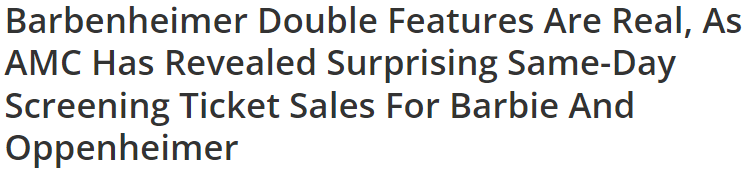 Barbenheimer Double Features Are Real, As
AMC Has Revealed Surprising Same-Day
Screening Ticket Sales For Barbie And
Oppenheimer